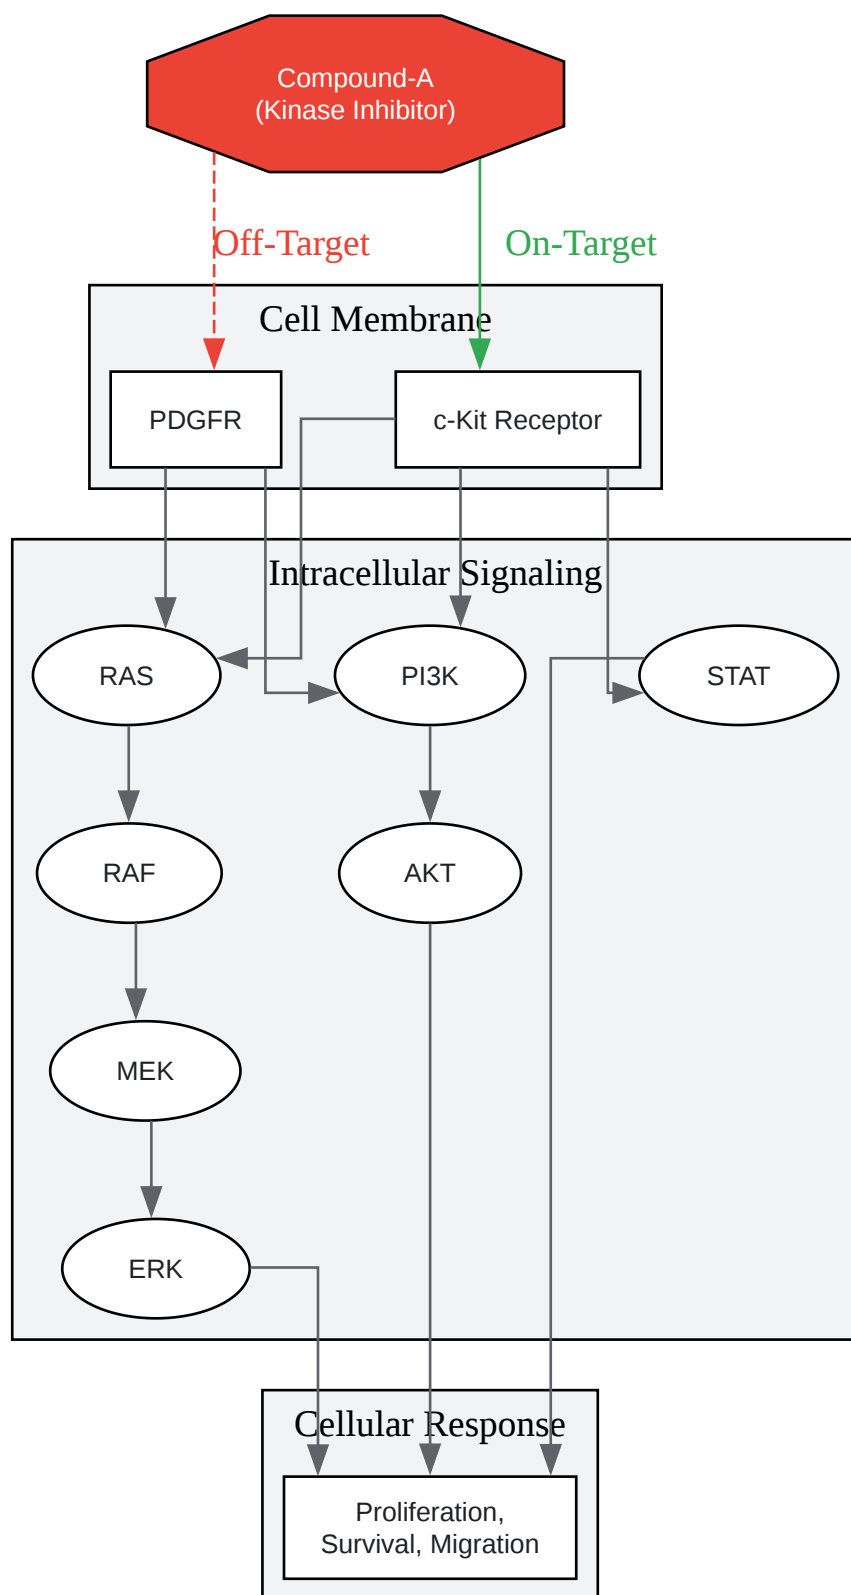 Compound-A
(Kinase Inhibitor)
Off-Target
On-Target
Cell Membrane
PDGFR
c-Kit Receptor
Intracellular Signaling
RAS
PI3K
STAT
RAF
AKT
MEK
ERK
Cellular Response
Proliferation,
Survival, Migration